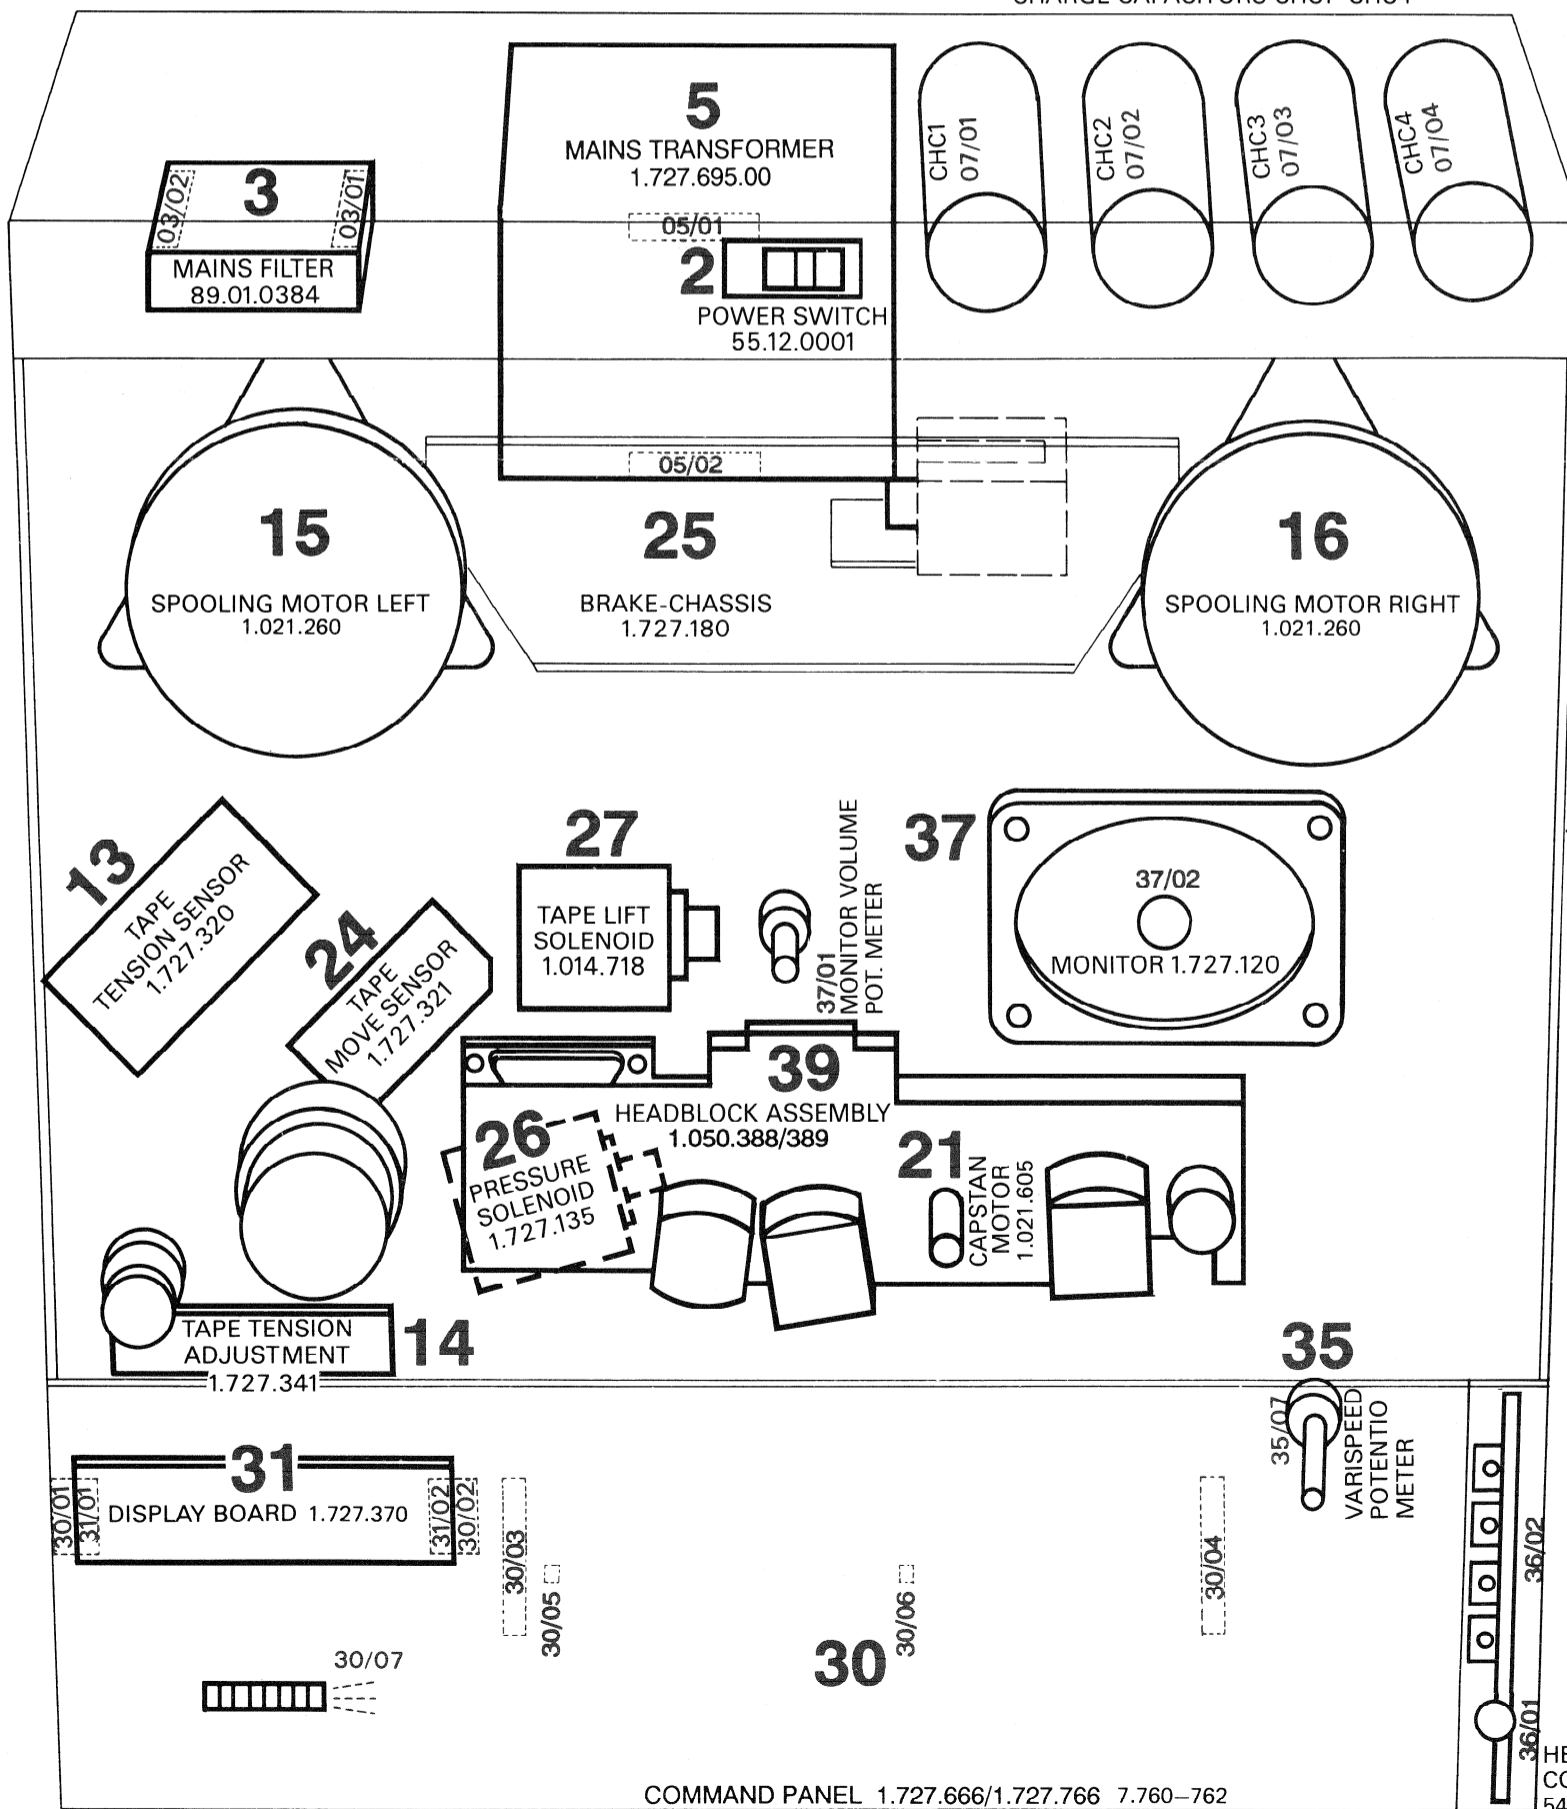 CHARGE CAPACITORS CHC1-CHC4
5
MAINS TRANSFORMER
1.727.695.00
05/01
CHC1
07/01
CHC2
07/02
CHC3
07/03
CHC4
07/04
03/02
3
03/01
MAINS FILTER
89.01.0384
2
POWER SWITCH
55.12.0001
05/02
15
SPOOLING MOTOR LEFT
1.021.260
25
BRAKE-CHASSIS
1.727.180
16
SPOOLING MOTOR RIGHT
1.021.260
13
TAPE
TENSION SENSOR
1.727.320
24
TAPE
MOVE SENSOR
1.727.321
27
TAPE LIFT
SOLENOID
1.014.718
37/01
MONITOR VOLUME
POT. METER
37
37/02
MONITOR 1.727.120
39
HEADBLOCK ASSEMBLY
1.050.388/389
26
PRESSURE
SOLENOID
1.727.135
21
CAPSTAN
MOTOR
1.021.605
TAPE TENSION
ADJUSTMENT
1.727.341
14
35
35/07
VARISPEED
POTENTIO
METER
31
30/01
31/01
DISPLAY BOARD 1.727.370
31/02
30/02
30/03
30/05
30/06
30/04
30/07
30
36/02
36/01
COMMAND PANEL 1.727.666/1.727.766 7.760–762
HE
CO
54